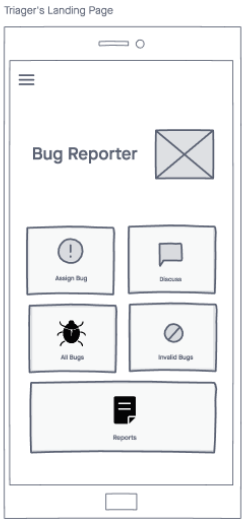 Triager's Landing Page
Bug Reporter
Assign Bug
Discuss
All Bugs
Invalid Bugs
Reports